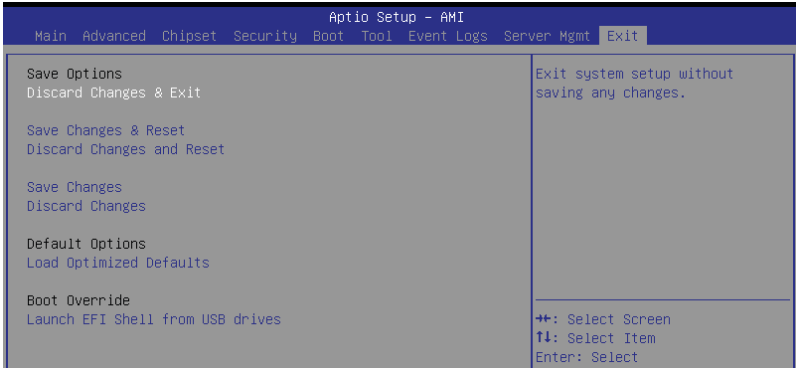 Aptio Setup – AMI
Main Advanced Chipset Security Boot Tool Event Logs Server Mgmt Exit
Save Options
Discard Changes & Exit
Save Changes & Reset
Discard Changes and Reset
Save Changes
Discard Changes
Default Options
Load Optimized Defaults
Boot Override
Launch EFI Shell from USB drives
Exit system setup without
saving any changes.
→←: Select Screen
↑↓: Select Item
Enter: Select